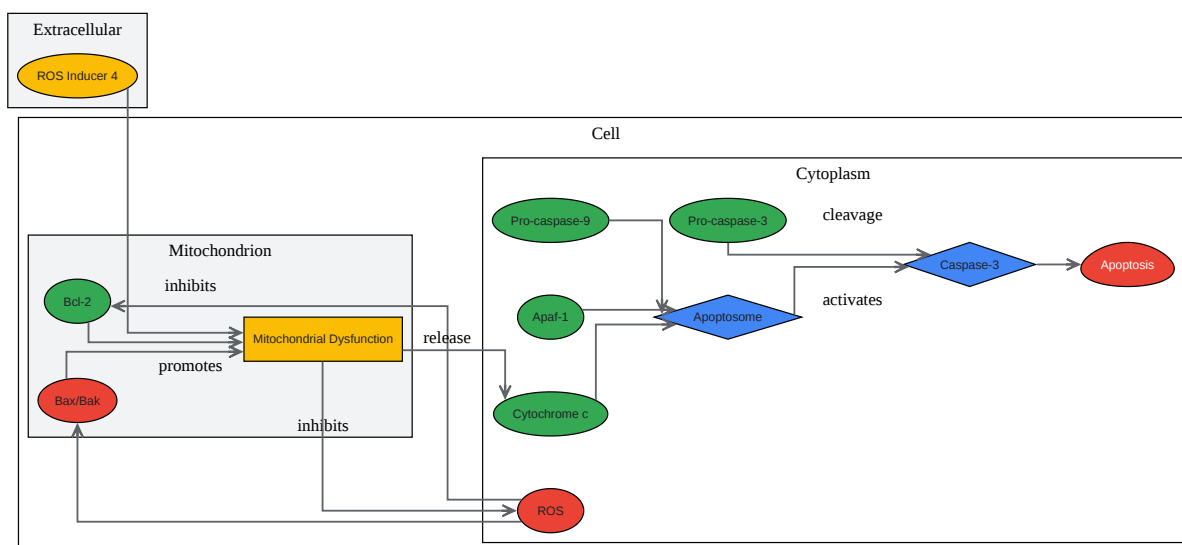 Extracellular
ROS Inducer 4
Cell
Cytoplasm
Pro-caspase-9
Pro-caspase-3
cleavage
Mitochondrion
Caspase-3
Apoptosis
inhibits
Bcl-2
activates
Apaf-1
Apoptosome
Mitochondrial Dysfunction
release
promotes
Bax/Bak
Cytochrome c
inhibits
ROS